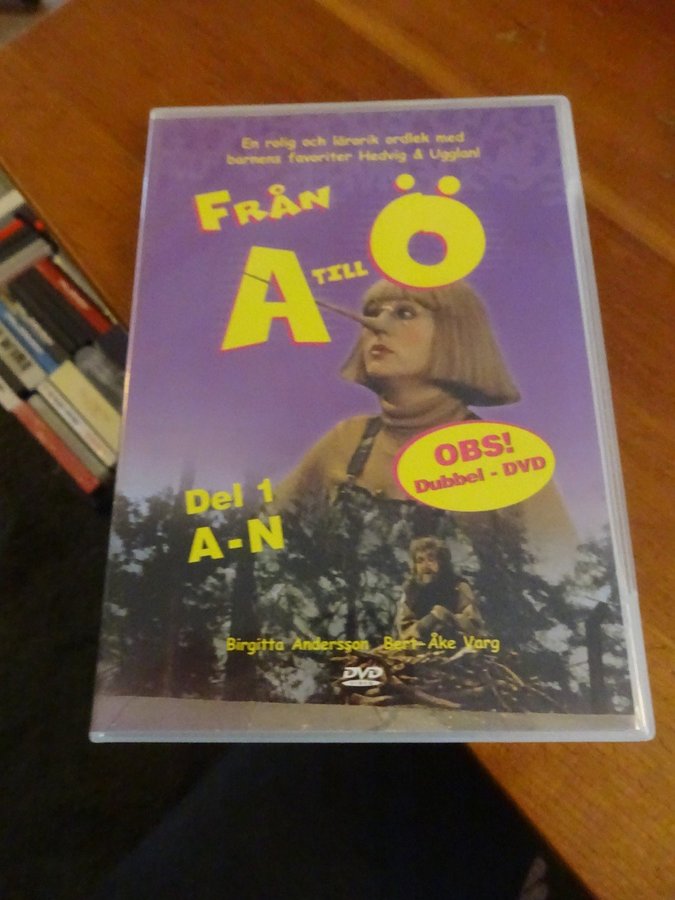 En rolig och lärorik ordlek med
barnens favoriter Hedvig & Ugglan!
FRÅN
A TILL Ö
OBS!
Dubbel - DVD
Del 1
A - N
Birgitta Andersson Bert-Åke Varg
DVD
VIDEO